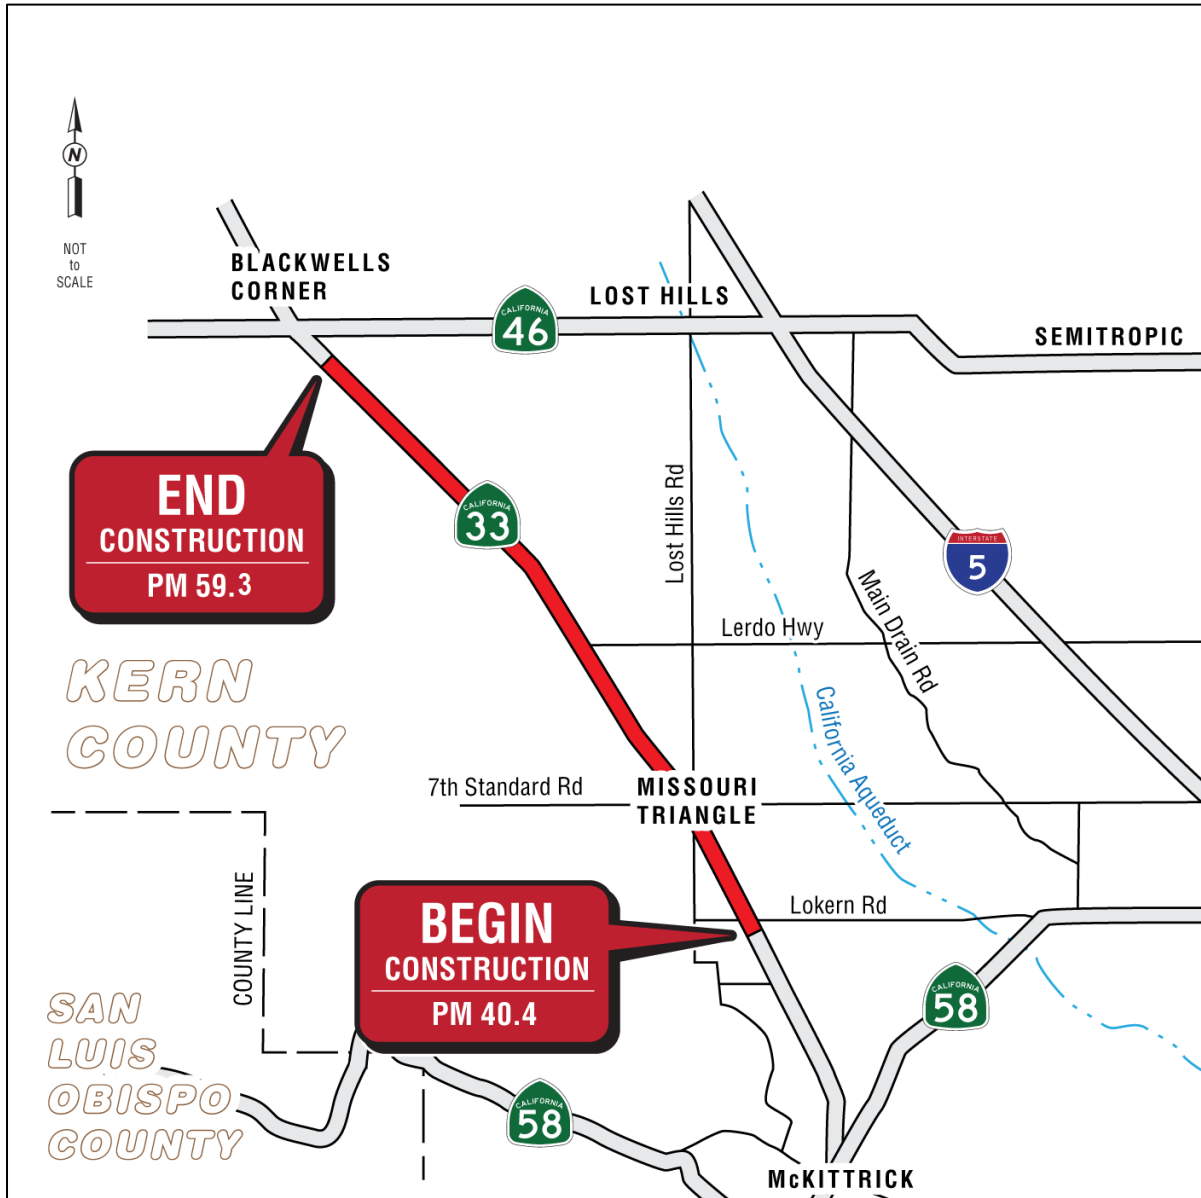 N
NOT
to
SCALE
BLACKWELLS
CORNER
LOST HILLS
CALIFORNIA
46
SEMITROPIC
END
CONSTRUCTION
PM 59.3
CALIFORNIA
33
Lost Hills Rd
INTERSTATE
5
Main Drain Rd
Lerdo Hwy
KERN
COUNTY
California Aqueduct
7th Standard Rd
MISSOURI
TRIANGLE
COUNTY LINE
BEGIN
CONSTRUCTION
PM 40.4
Lokern Rd
CALIFORNIA
58
SAN
LUIS
OBISPO
COUNTY
CALIFORNIA
58
McKITTRICK